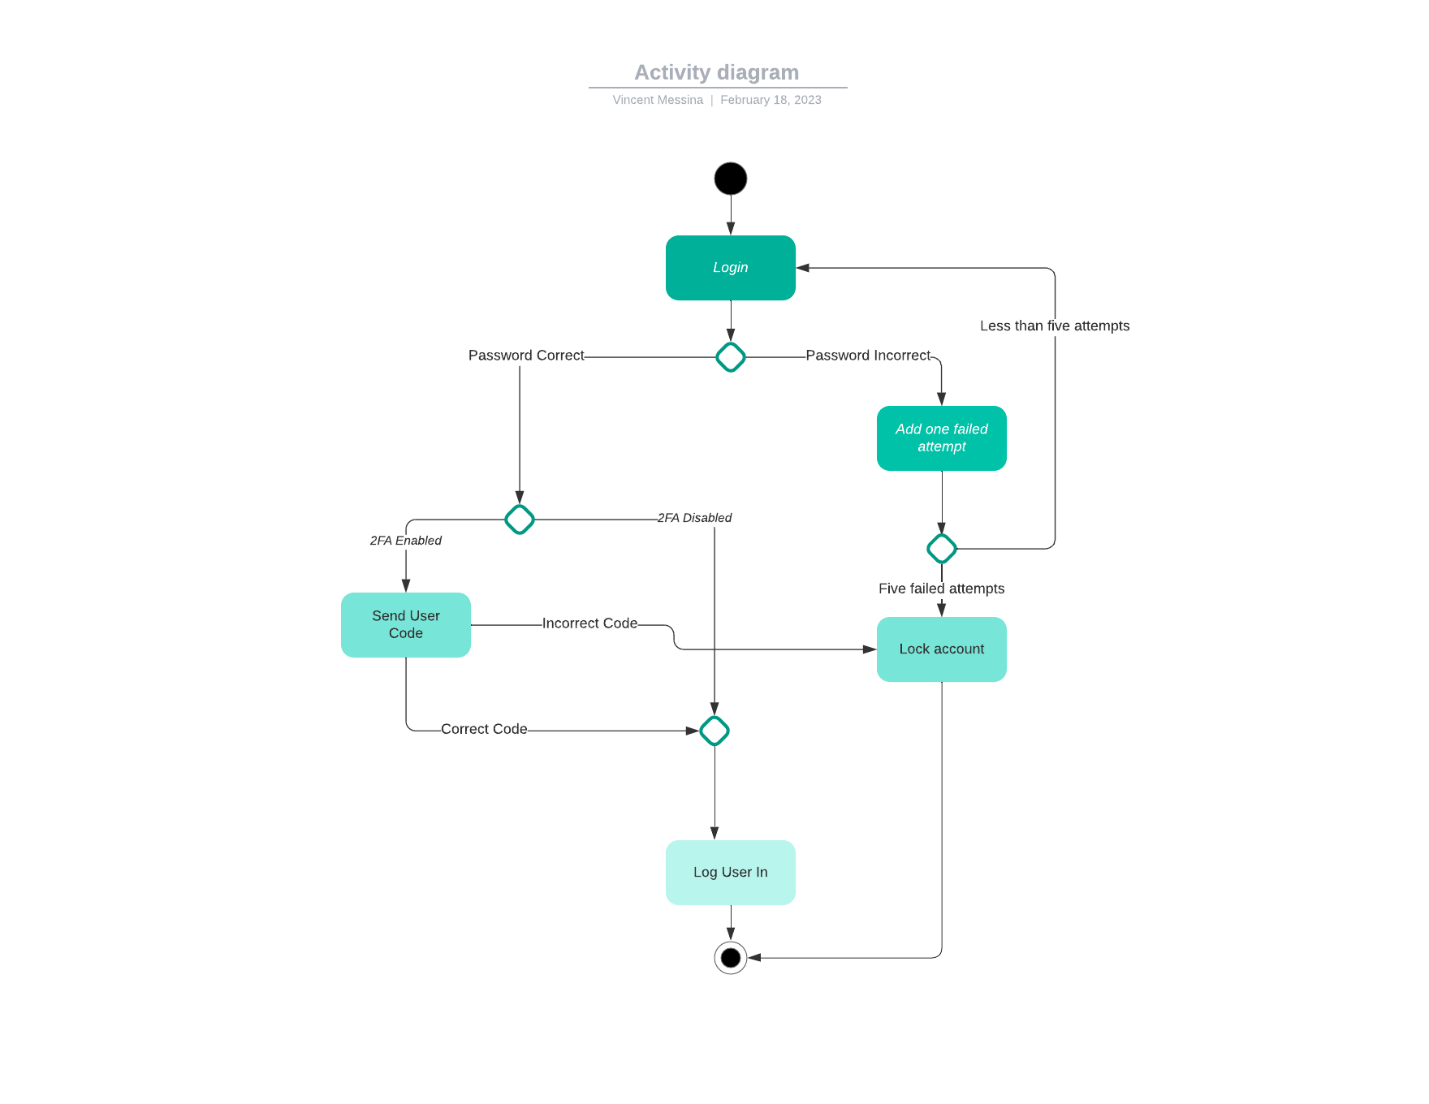 Activity diagram
Vincent Messina | February 18, 2023
Login
Less than five attempts
Password Correct
Password Incorrect
Add one failed
attempt
2FA Disabled
2FA Enabled
Five failed attempts
Send User
Code
Incorrect Code
Lock account
Correct Code
Log User In